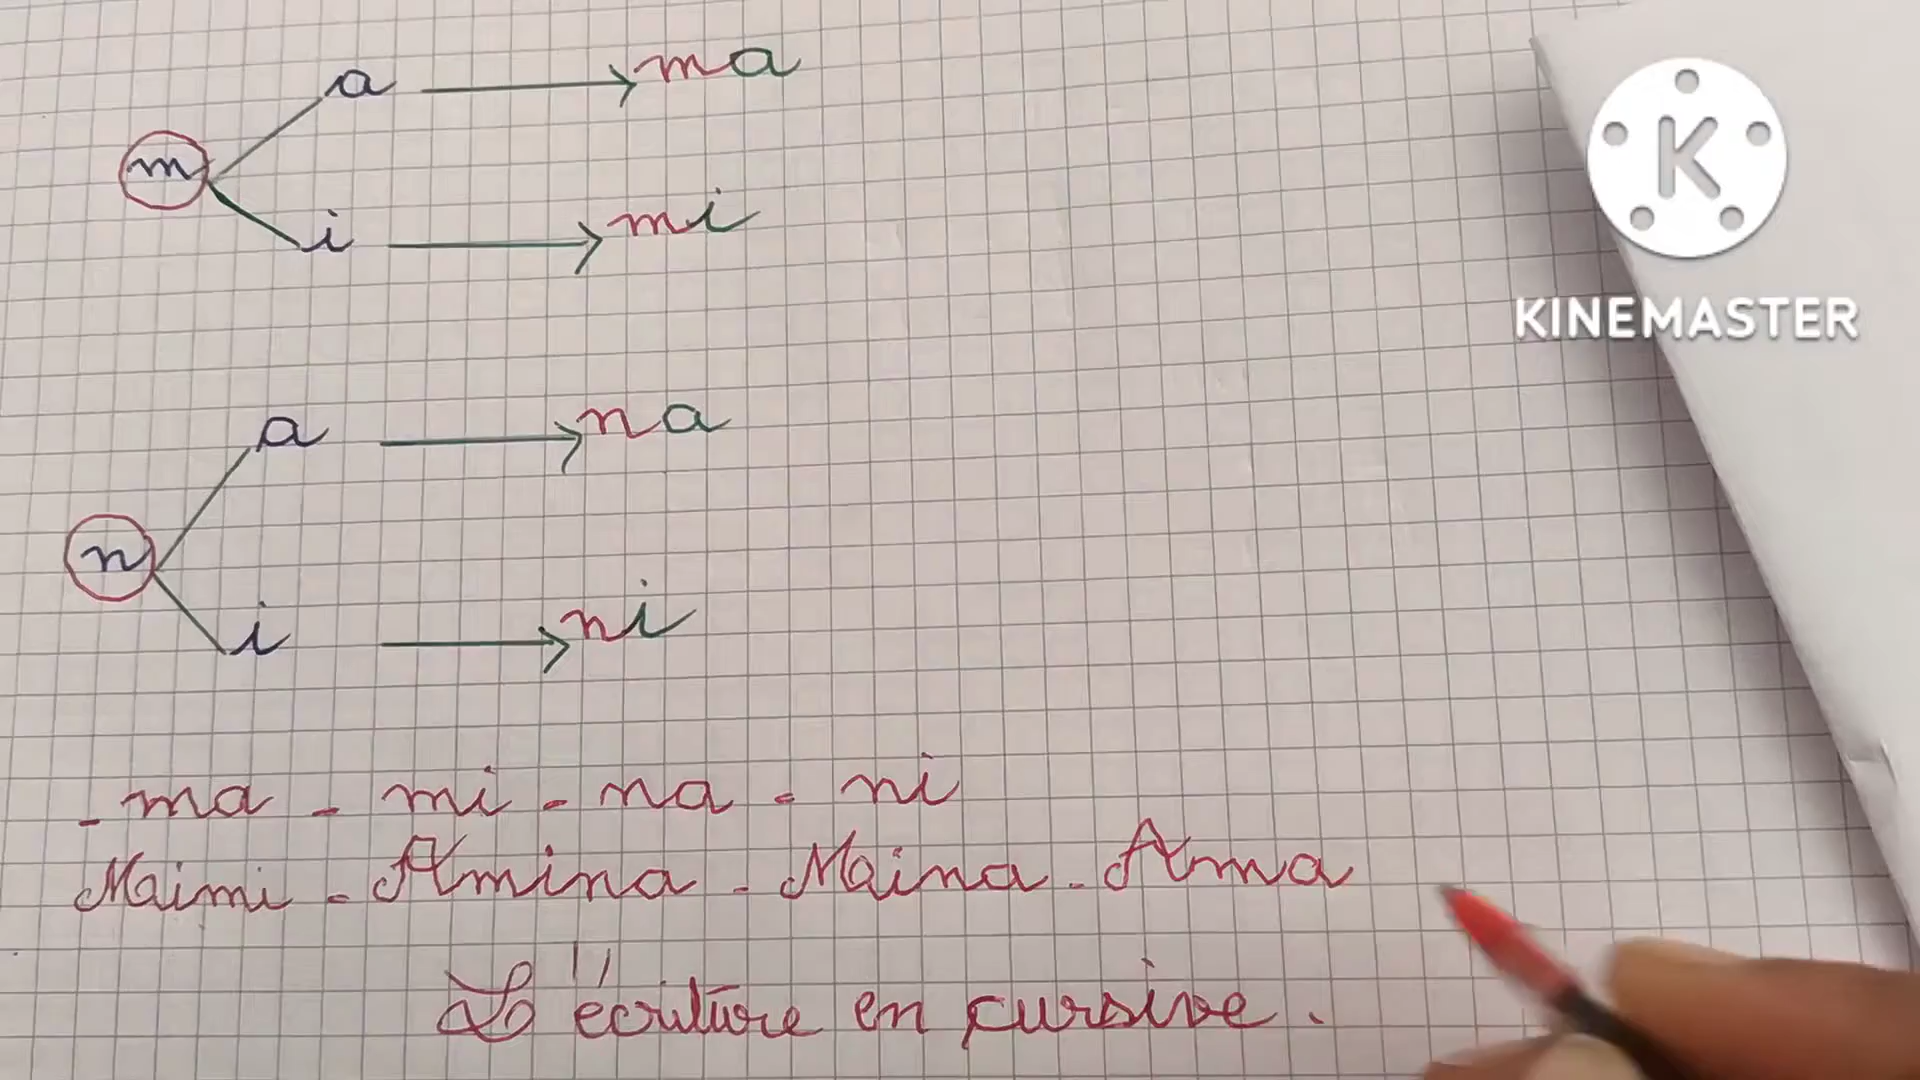 a → ma
m
i → mi
KINEMASTER
a → na
n
i → ni
- ma - mi - na - ni
Maimi - Amina - Maina - Ama
L'écriture en cursive.